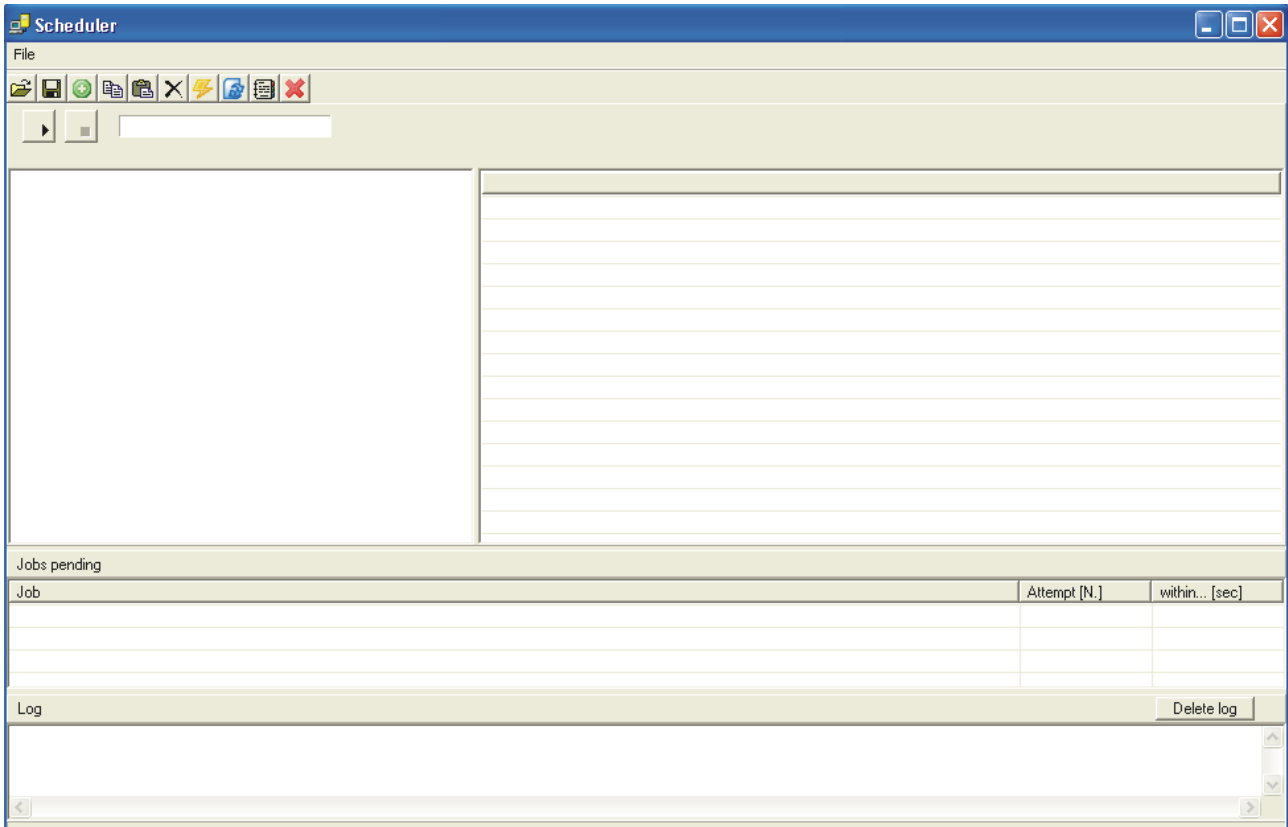 Scheduler
File
Jobs pending
Job Attempt [N.] within... [sec]
Log Delete log